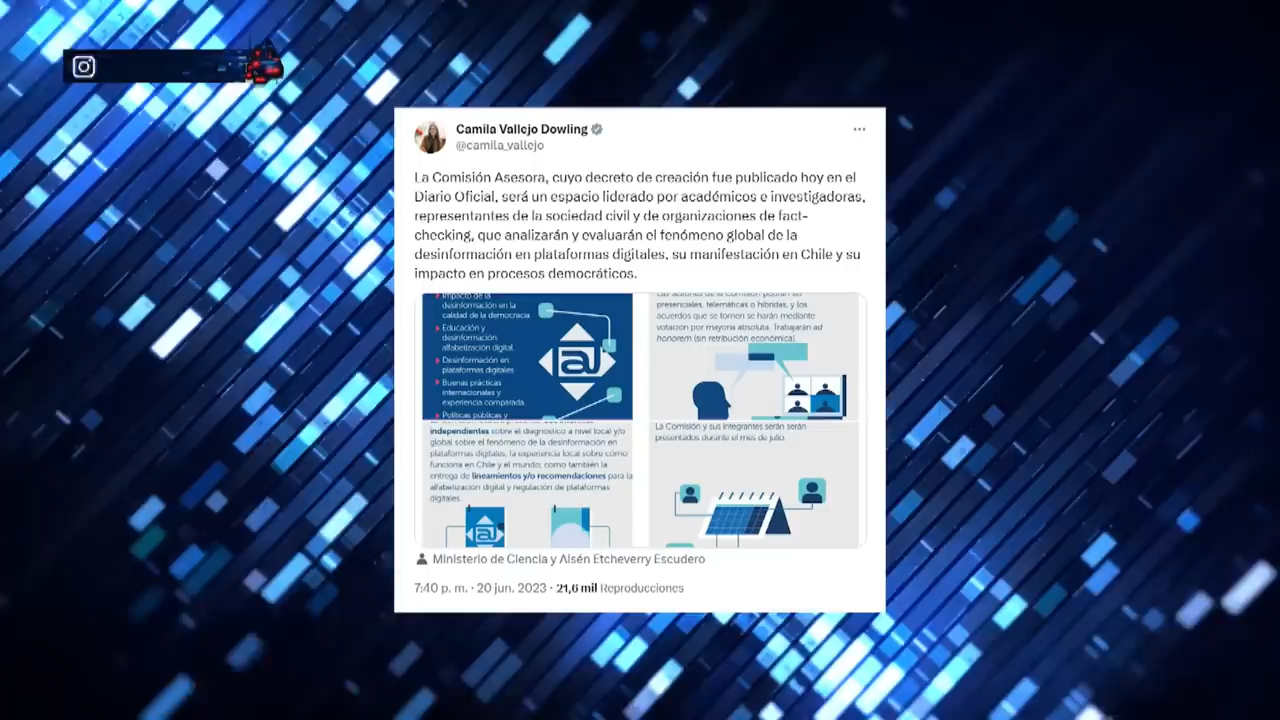 Camila Vallejo Dowling
@camila_vallejo
La Comisión Asesora, cuyo decreto de creación fue publicado hoy en el
Diario Oficial, será un espacio liderado por académicos e investigadoras,
representantes de la sociedad civil y de organizaciones de fact-
checking, que analizarán y evaluarán el fenómeno global de la
desinformación en plataformas digitales, su manifestación en Chile y su
impacto en procesos democráticos.
Impacto de la
desinformación en la
calidad de la democracia
Educación y
desinformación
alfabetización digital.
Desinformación en
plataformas digitales
Buenas prácticas
internacionales y
experiencia comparada.
Políticas públicas y
presenciales, telemáticas o híbridas, y los
acuerdos que se tomen se harán mediante
votación por mayoría absoluta. Trabajarán ad
honorem (sin retribución económica).
independientes sobre el diagnóstico a nivel local y/o
global sobre el fenómeno de la desinformación en
plataformas digitales, la experiencia local sobre cómo
funciona en Chile y el mundo; como también la
entrega de lineamientos y/o recomendaciones para la
alfabetización digital y regulación de plataformas
digitales.
La Comisión y sus integrantes serán serán
presentados durante el mes de julio.
Ministerio de Ciencia y Aisén Etcheverry Escudero
7:40 p. m. · 20 jun. 2023 · 21,6 mil Reproducciones